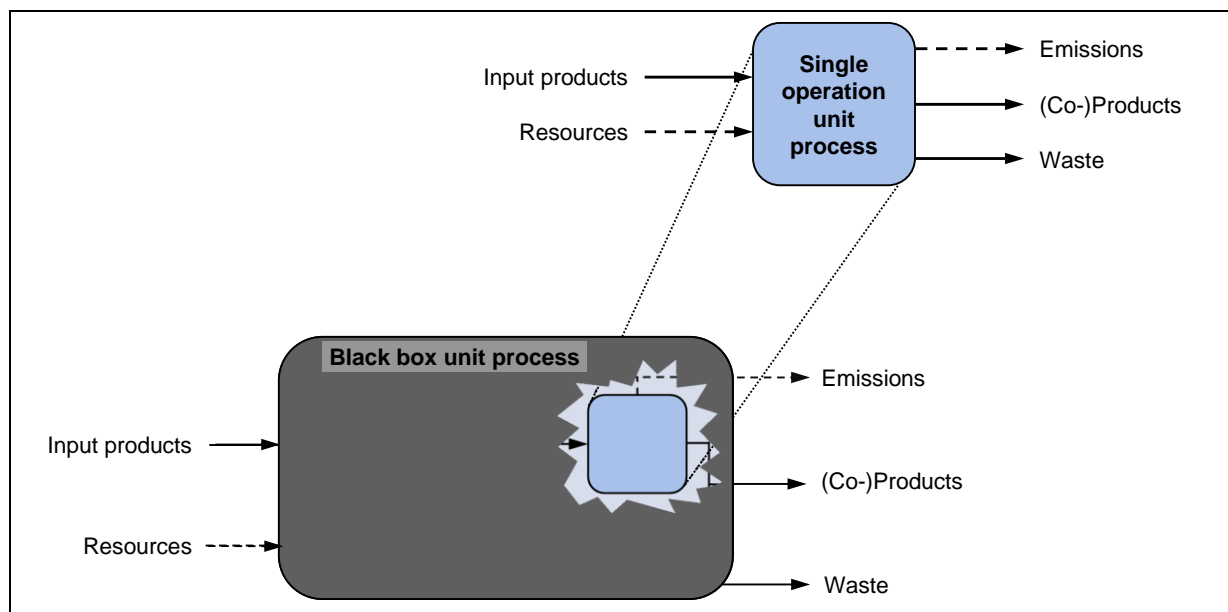 Emissions
Single
operation
unit
process
Input products
(Co-)Products
Resources
Waste
Black box unit process
Emissions
Input products
(Co-)Products
Resources
Waste